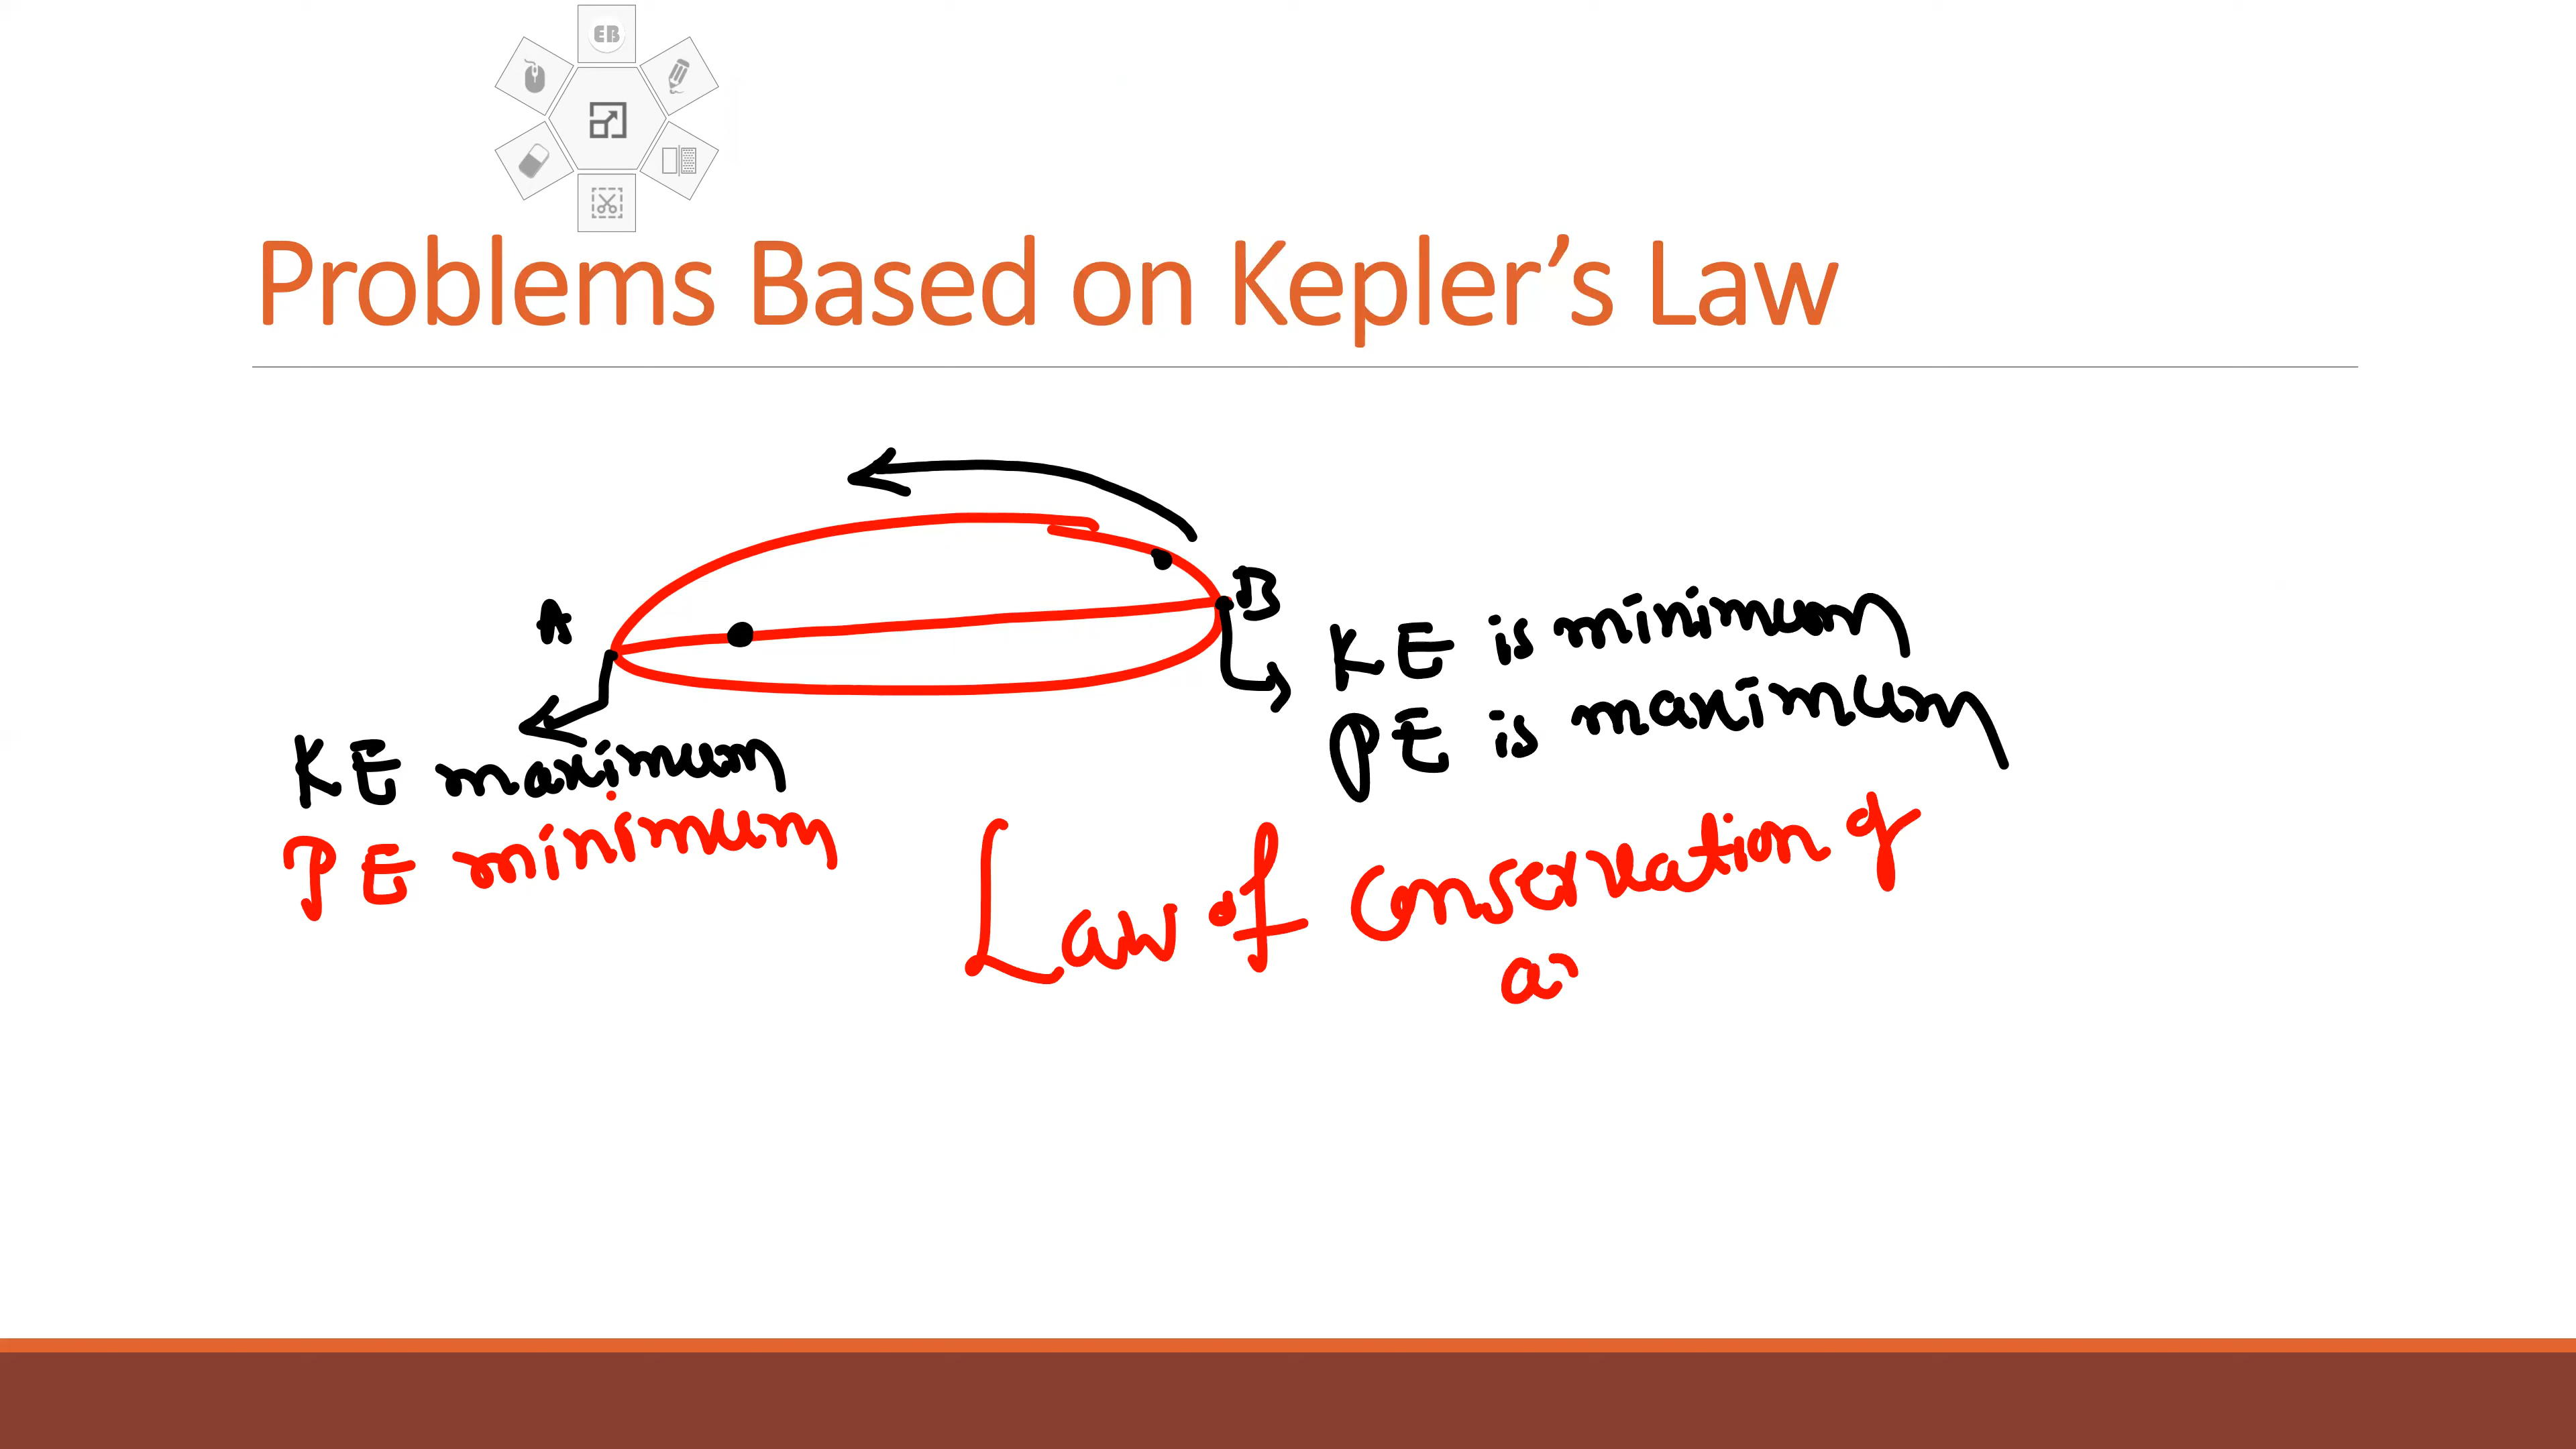 EB
Problems Based on Kepler’s Law
A
B
KE is minimum
PE is maximum
KE maximum
PE minimum
Law of Conservation of